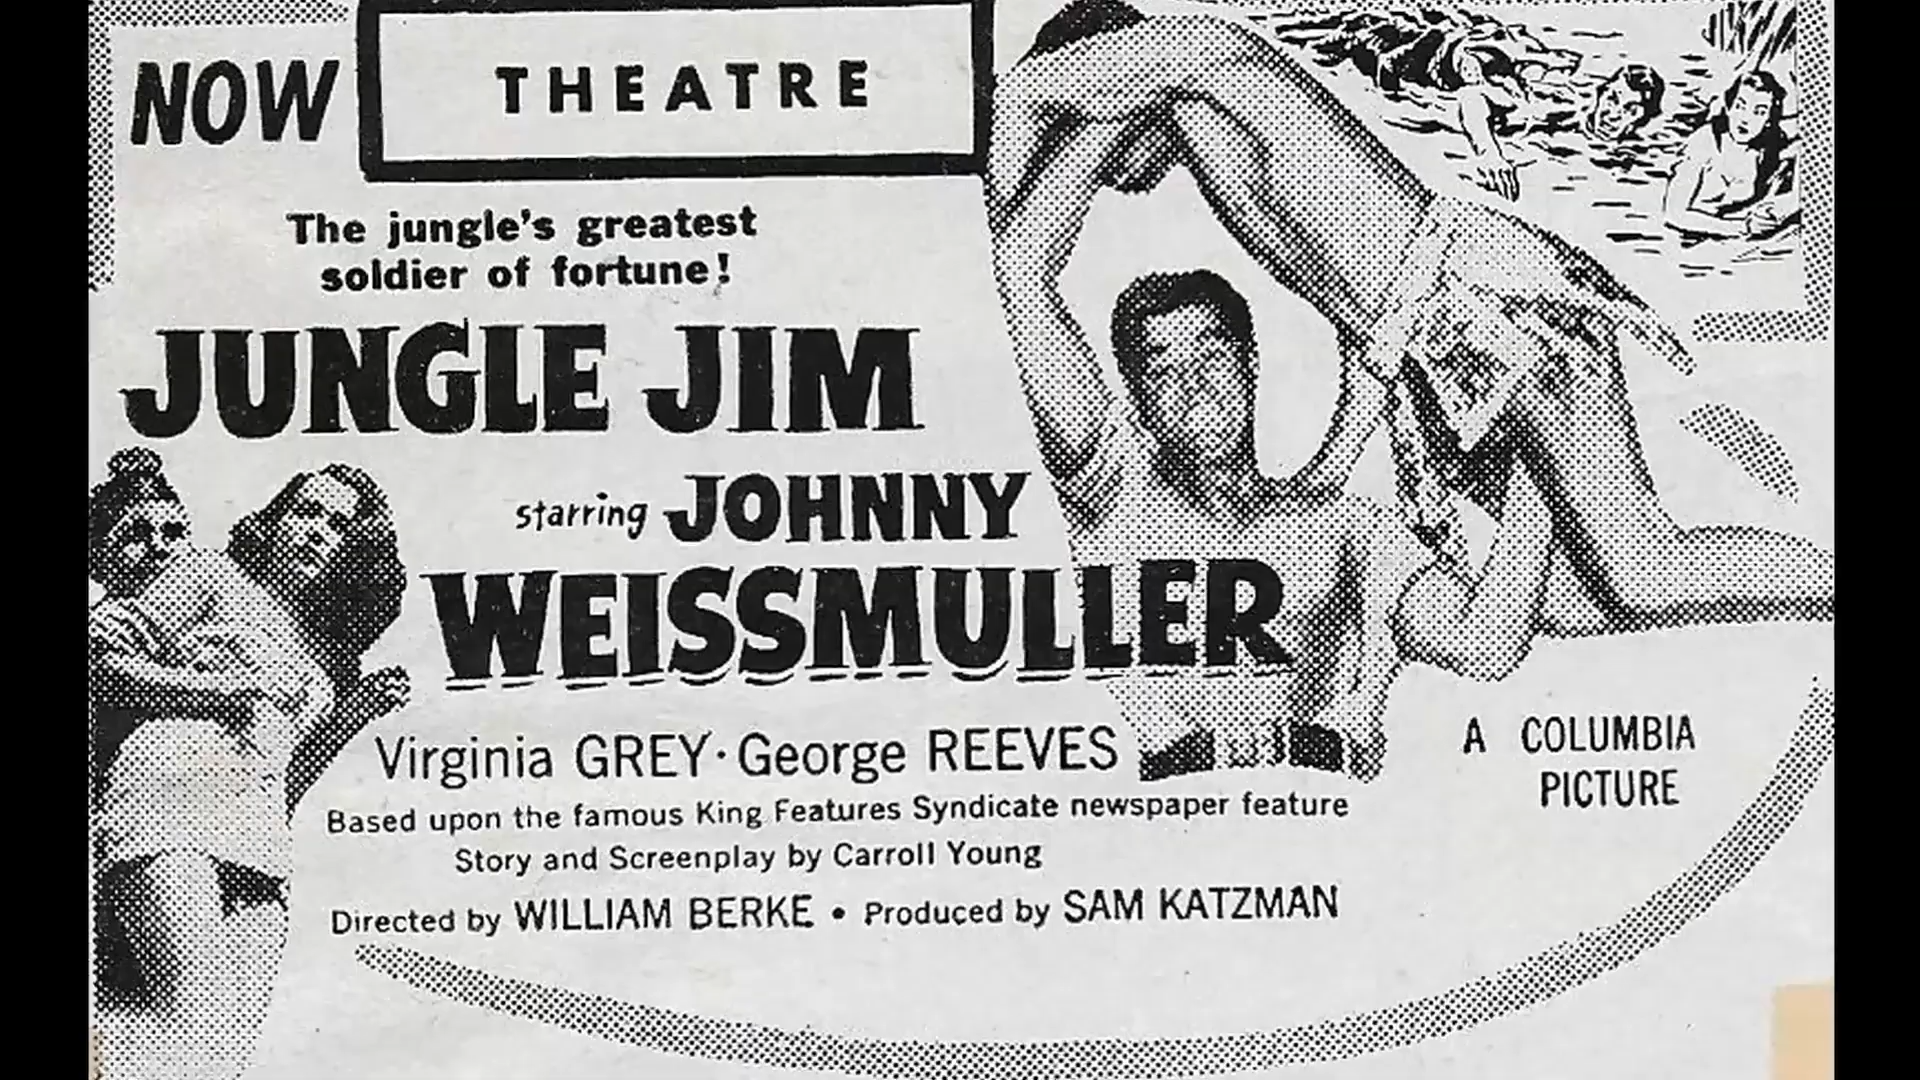 NOW
THEATRE
The jungle's greatest
soldier of fortune!
JUNGLE JIM
starring JOHNNY
WEISSMULLER
Virginia GREY · George REEVES
A COLUMBIA
PICTURE
Based upon the famous King Features Syndicate newspaper feature
Story and Screenplay by Carroll Young
Directed by WILLIAM BERKE • Produced by SAM KATZMAN